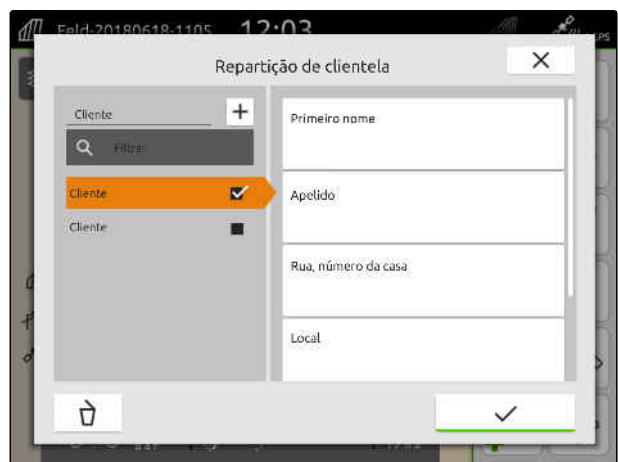 Feld-20180618-1105 12:03
Repartição de clientela
Cliente
Filtrar
Cliente
Cliente
Primeiro nome
Apelido
Rua, número da casa
Local